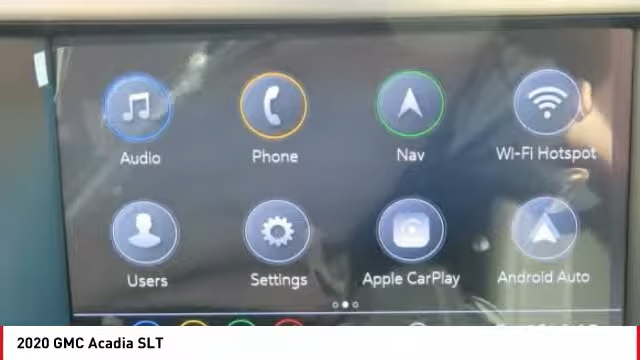 Audio Phone Nav Wi-Fi Hotspot
Users Settings Apple CarPlay Android Auto
2020 GMC Acadia SLT